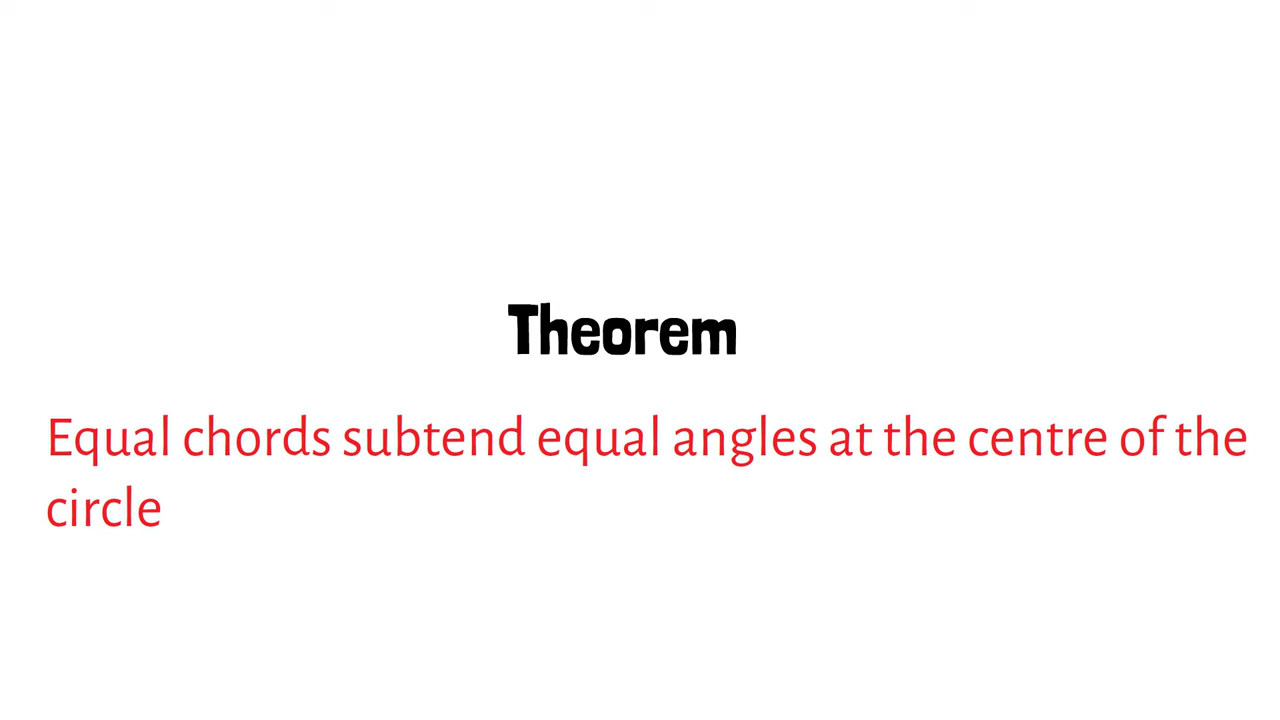 Theorem
Equal chords subtend equal angles at the centre of the
circle